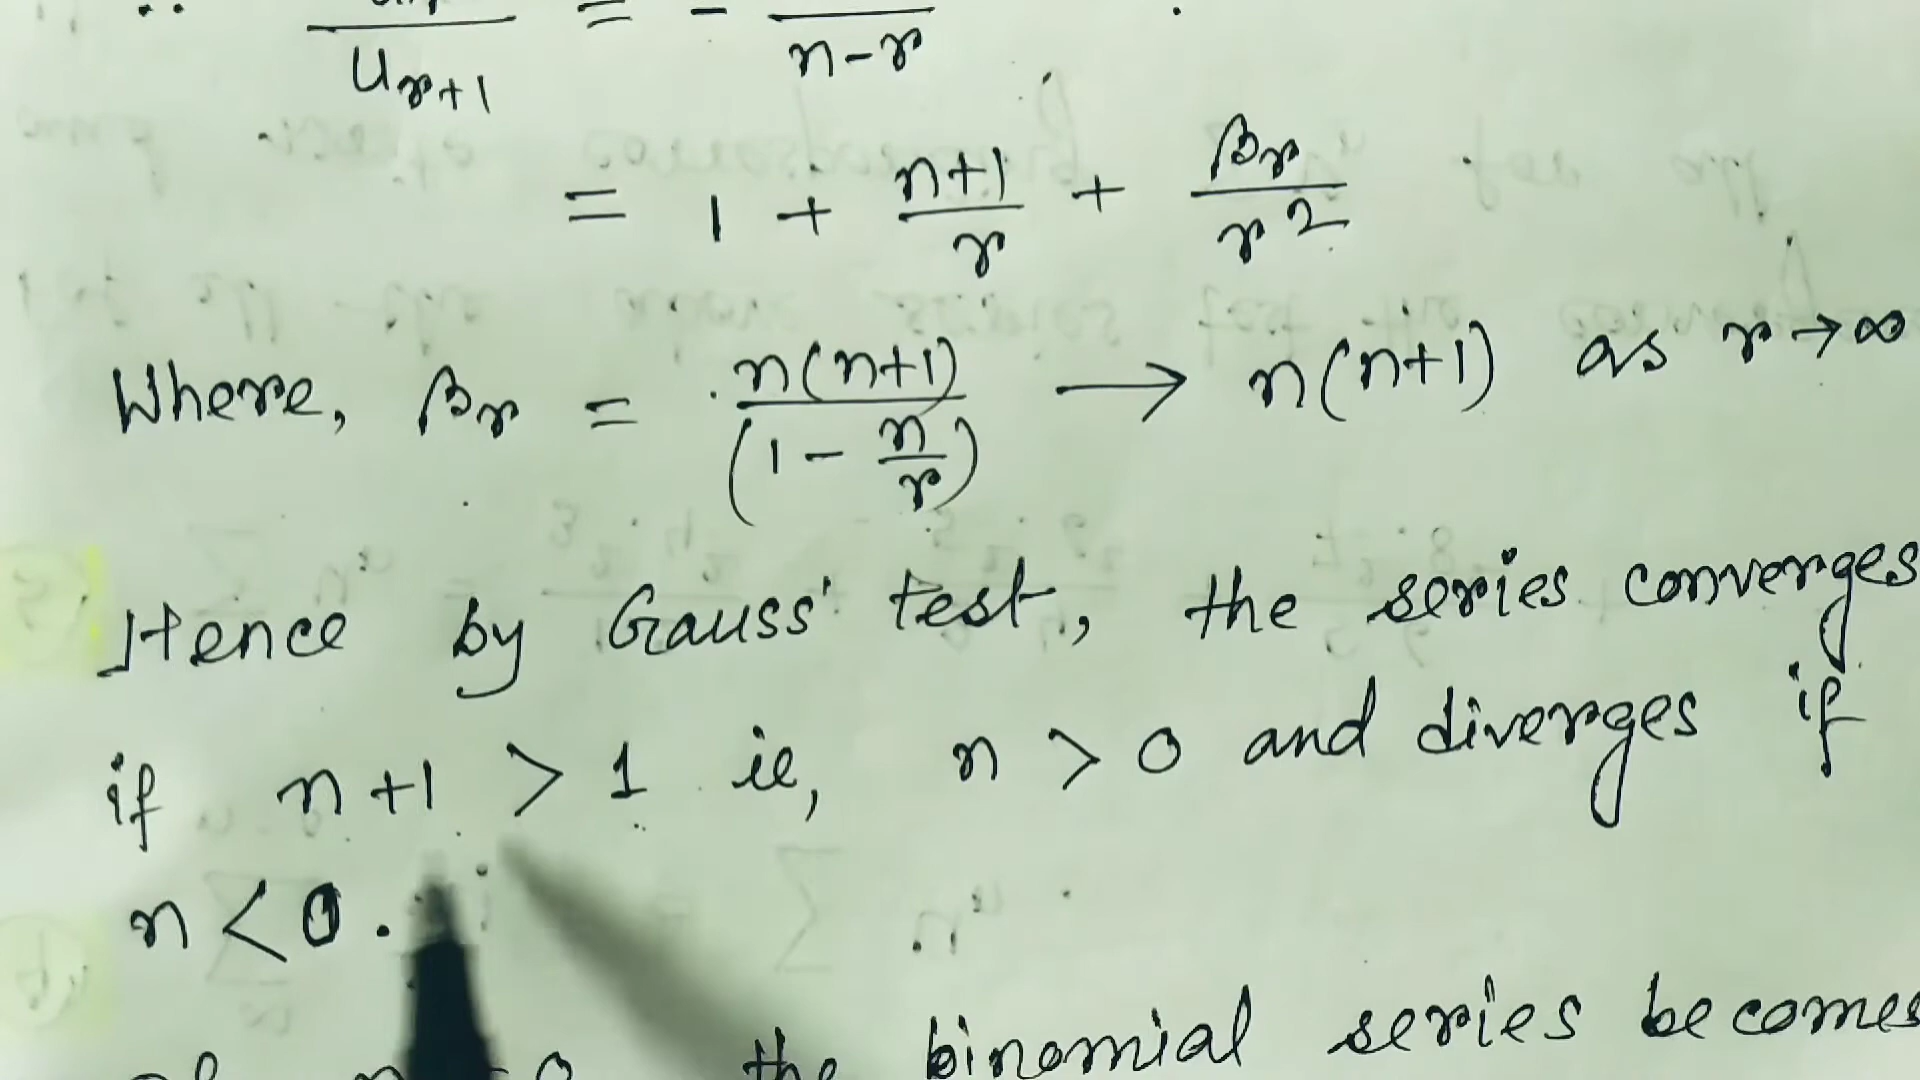 ∴ u_r / u_{r+1} = - / n-r
= 1 + (n+1)/r + β_r/r²
Where, β_r = n(n+1)/(1 - n/r) → n(n+1) as r→∞
Hence by Gauss' test, the series converges
if n+1 > 1 ie, n > 0 and diverges if
n < 0.
the binomial series becomes